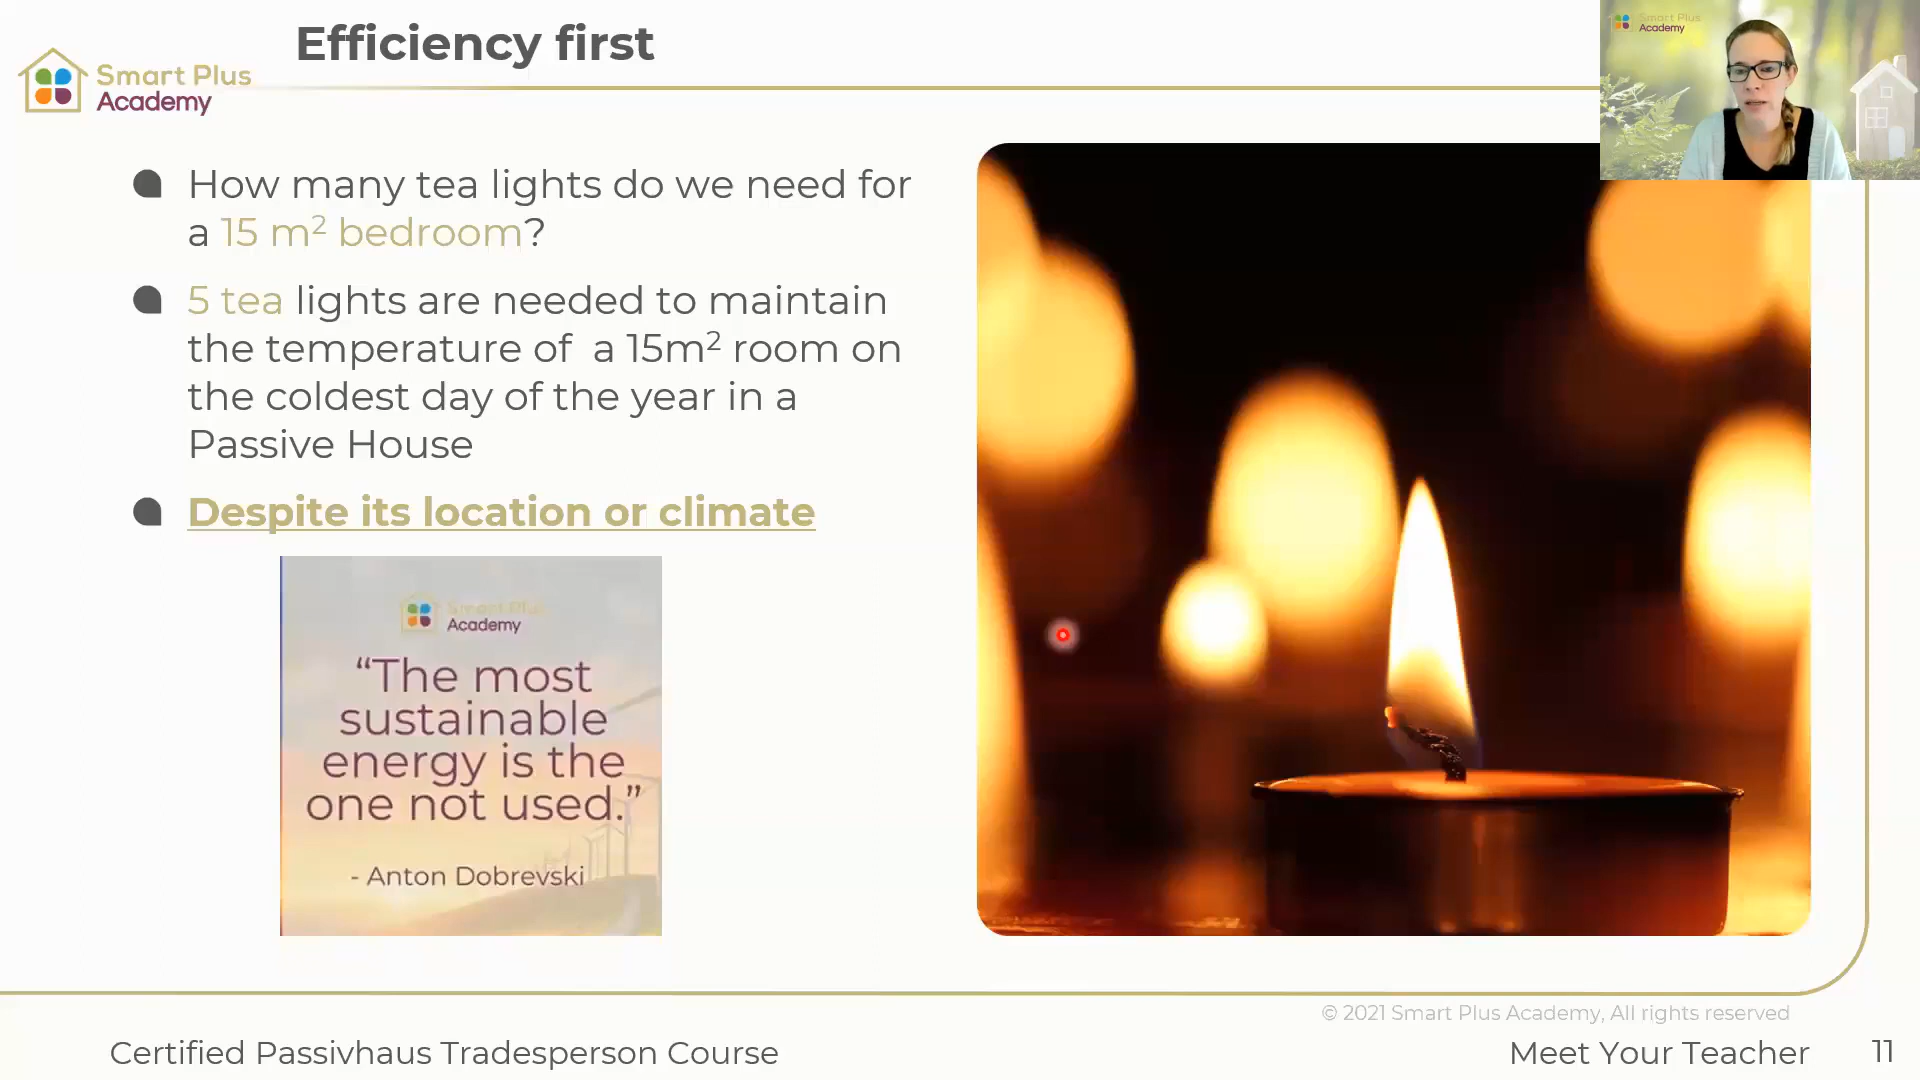 Efficiency first
Smart Plus
Academy
Smart Plus
Academy
How many tea lights do we need for
a 15 m² bedroom?
5 tea lights are needed to maintain
the temperature of a 15m² room on
the coldest day of the year in a
Passive House
Despite its location or climate
Smart Plus
Academy
“The most
sustainable
energy is the
one not used.”
- Anton Dobrevski
© 2021 Smart Plus Academy, All rights reserved
Certified Passivhaus Tradesperson Course
Meet Your Teacher
11